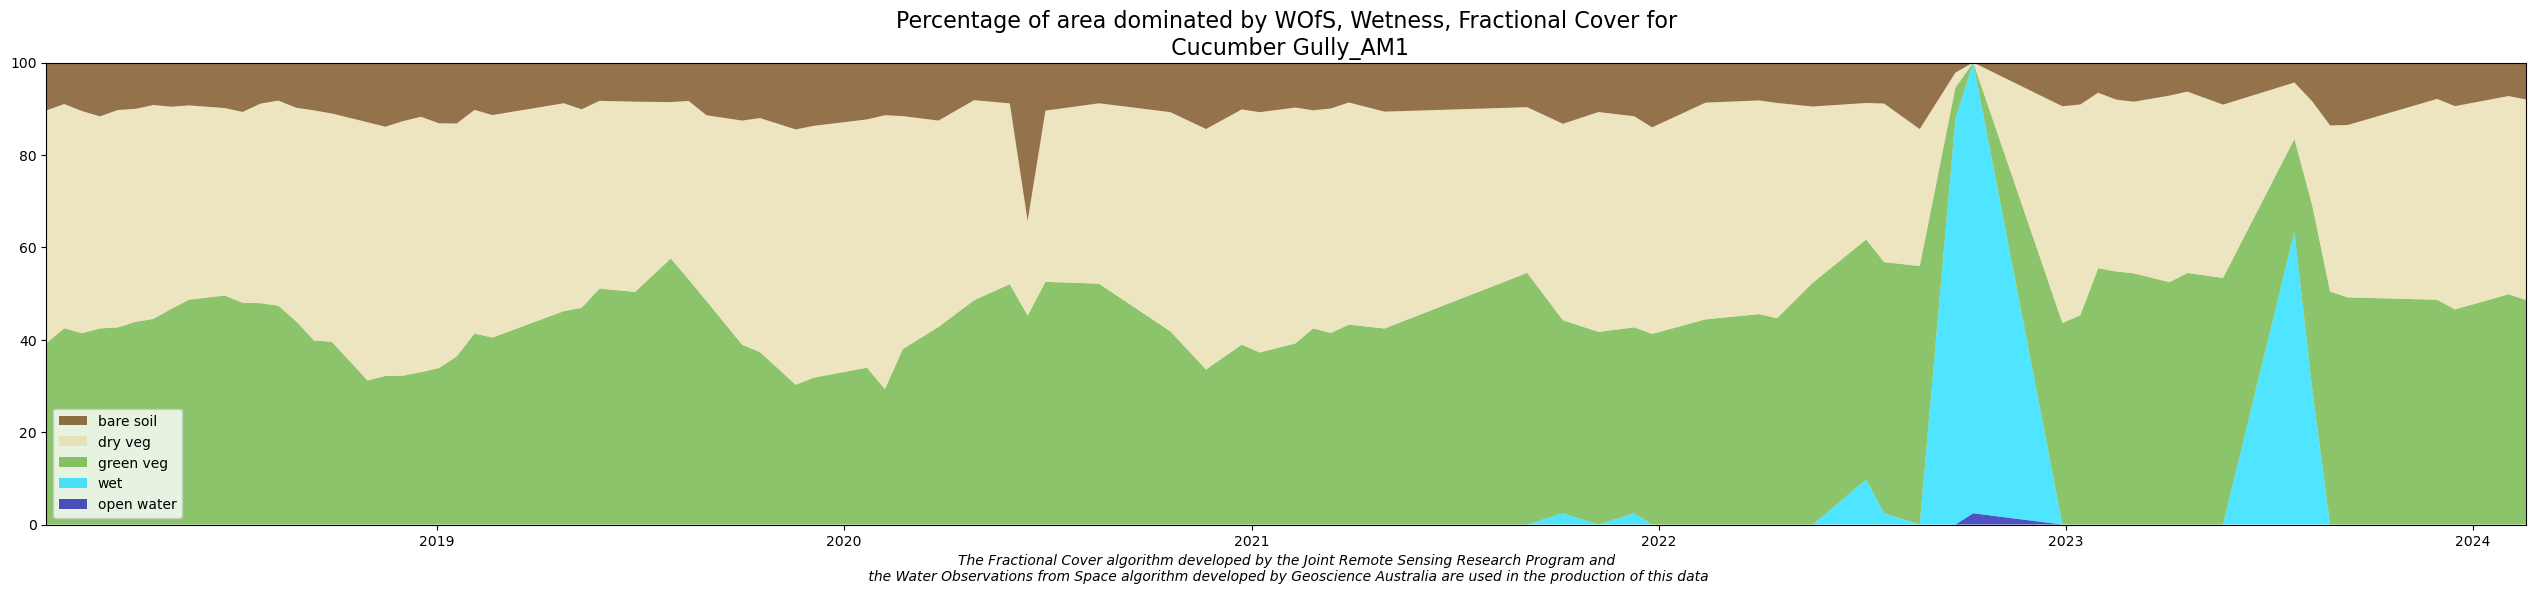 Percentage of area dominated by WOfS, Wetness, Fractional Cover for
Cucumber Gully_AM1
100
80
60
40
20
0
bare soil
dry veg
green veg
wet
open water
2019
2020
2021
2022
2023
2024
The Fractional Cover algorithm developed by the Joint Remote Sensing Research Program and
the Water Observations from Space algorithm developed by Geoscience Australia are used in the production of this data